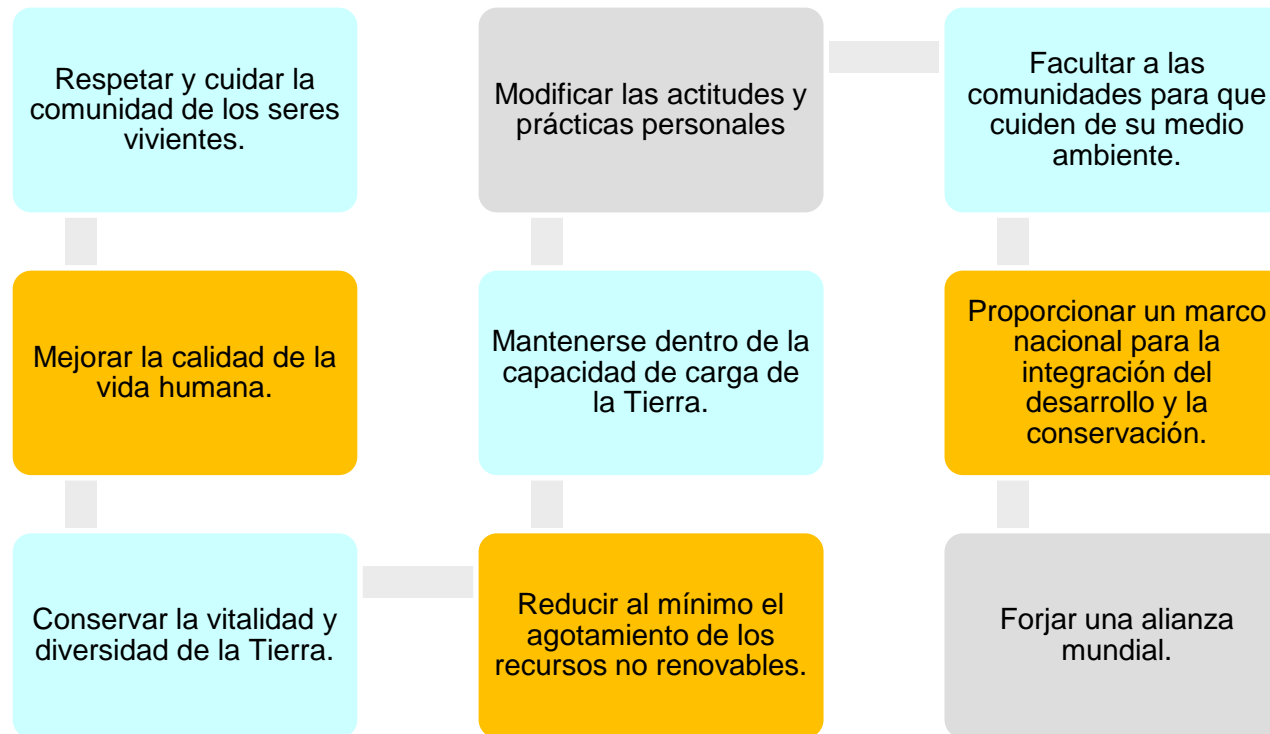 Respetar y cuidar la
comunidad de los seres
vivientes.
Mejorar la calidad de la
vida humana.
Conservar la vitalidad y
diversidad de la Tierra.
Reducir al mínimo el
agotamiento de los
recursos no renovables.
Mantenerse dentro de la
capacidad de carga de
la Tierra.
Modificar las actitudes y
prácticas personales
Facultar a las
comunidades para que
cuiden de su medio
ambiente.
Proporcionar un marco
nacional para la
integración del
desarrollo y la
conservación.
Forjar una alianza
mundial.